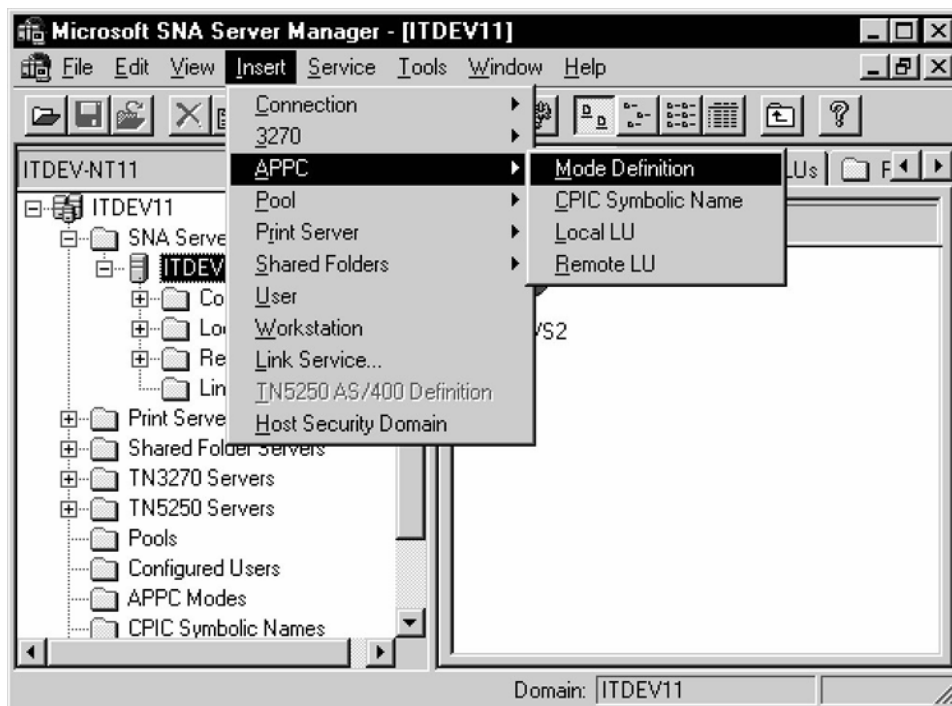 Microsoft SNA Server Manager - [ITDEV11]
File Edit View Insert Service Tools Window Help
ITDEV-NT11
ITDEV11
SNA Serve
ITDEV
Co
Lo
Re
Lin
Print Serve
Shared Folder Servers
TN3270 Servers
TN5250 Servers
Pools
Configured Users
APPC Modes
CPIC Symbolic Names
Connection
3270
APPC
Pool
Print Server
Shared Folders
User
Workstation
Link Service...
TN5250 AS/400 Definition
Host Security Domain
Mode Definition
CPIC Symbolic Name
Local LU
Remote LU
LUs
VS2
Domain: ITDEV11